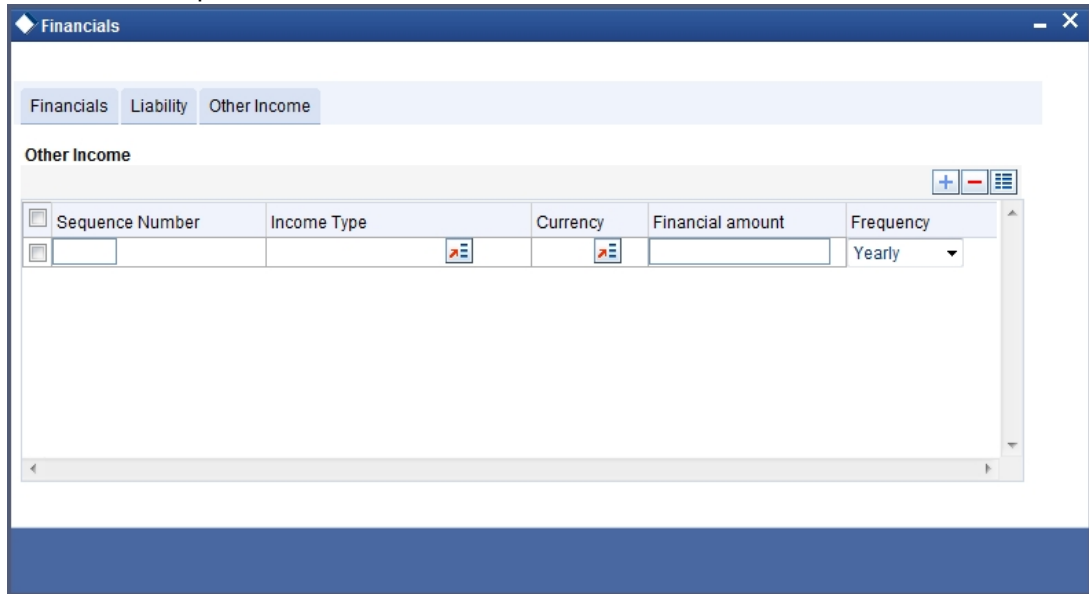 Financials
Financials Liability Other Income
Other Income
Sequence Number Income Type Currency Financial amount Frequency
Yearly